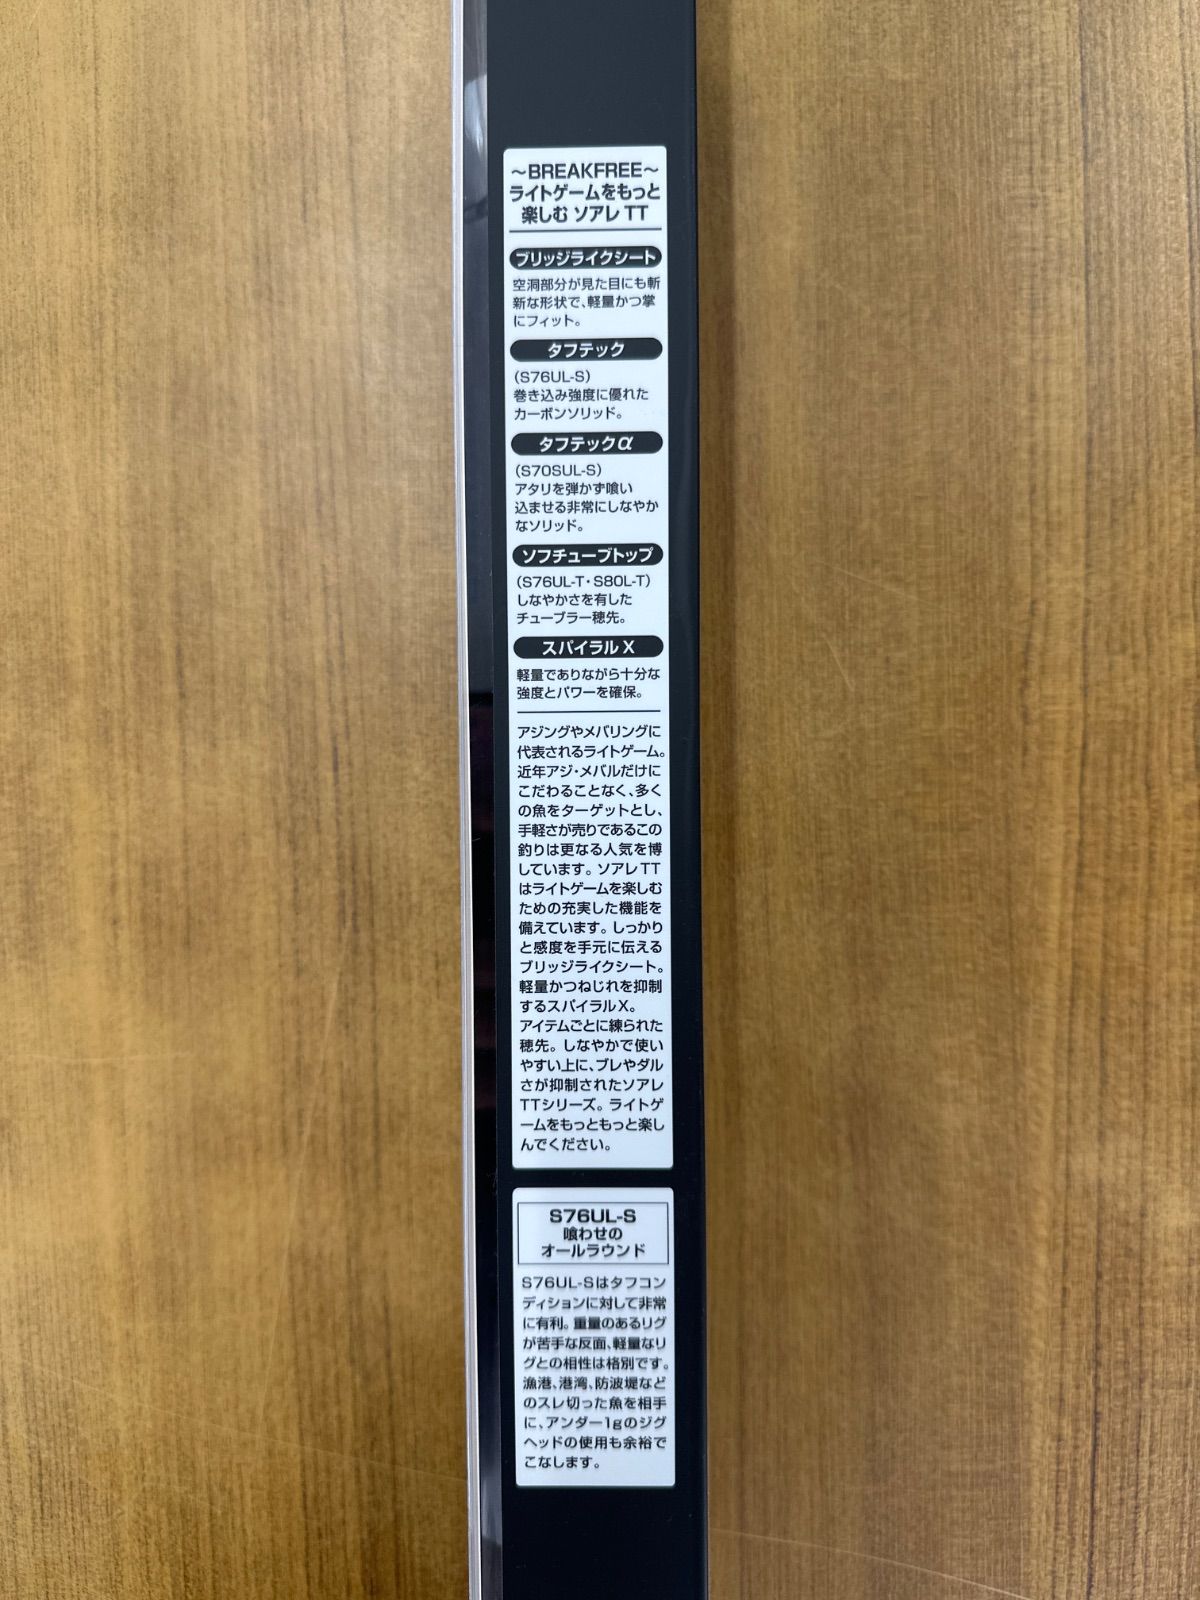 ～BREAKFREE～
ライトゲームをもっと
楽しむ ソアレ TT
ブリッジライクシート
空洞部分が見た目にも斬
新な形状で、軽量かつ掌
にフィット。
タフテック
(S76UL-S)
巻き込み強度に優れた
カーボンソリッド。
タフテックα
(S70SUL-S)
アタリを弾かず喰い
込ませる非常にしなやか
なソリッド。
ソフチューブトップ
(S76UL-T・S80L-T)
しなやかさを有した
チューブラー穂先。
スパイラル X
軽量でありながら十分な
強度とパワーを確保。
アジングやメバリングに
代表されるライトゲーム。
近年アジ・メバルだけに
こだわることなく、多く
の魚をターゲットとし、
手軽さが売りであるこの
釣りは更なる人気を博
しています。ソアレTT
はライトゲームを楽しむ
ための充実した機能を
備えています。しっかり
と感度を手元に伝える
ブリッジライクシート。
軽量かつねじれを抑制
するスパイラルX。
アイテムごとに練られた
穂先。しなやかで使い
やすい上に、ブレやダル
さが抑制されたソアレ
TTシリーズ。ライトゲ
ームをもっともっと楽し
んでください。
S76UL-S
喰わせの
オールラウンド
S76UL-Sはタフコン
ディションに対して非常
に有利。重量のあるリグ
が苦手な反面、軽量なリ
グとの相性は格別です。
漁港、港湾、防波堤など
のスレ切った魚を相手
に、アンダー1gのジグ
ヘッドの使用も余裕で
こなします。